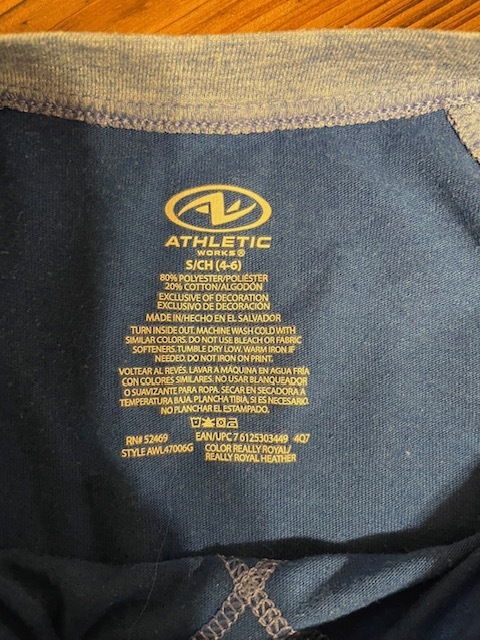 ATHLETIC
WORKS®
S/CH (4-6)
80% POLYESTER/POLIÉSTER
20% COTTON/ALGODÓN
EXCLUSIVE OF DECORATION
EXCLUSIVO DE DECORACIÓN
MADE IN/HECHO EN EL SALVADOR
TURN INSIDE OUT. MACHINE WASH COLD WITH
SIMILAR COLORS. DO NOT USE BLEACH OR FABRIC
SOFTENERS. TUMBLE DRY LOW. WARM IRON IF
NEEDED. DO NOT IRON ON PRINT.
VOLTEAR AL REVÉS. LAVAR A MÁQUINA EN AGUA FRÍA
CON COLORES SIMILARES. NO USAR BLANQUEADOR
O SUAVIZANTE PARA ROPA. SECAR EN SECADORA A
TEMPERATURA BAJA. PLANCHA TIBIA, SI ES NECESARIO.
NO PLANCHAR EL ESTAMPADO.
RN# 52469 EAN/UPC 7 6125303449 4Q7
STYLE AWL47006G COLOR REALLY ROYAL/
REALLY ROYAL HEATHER